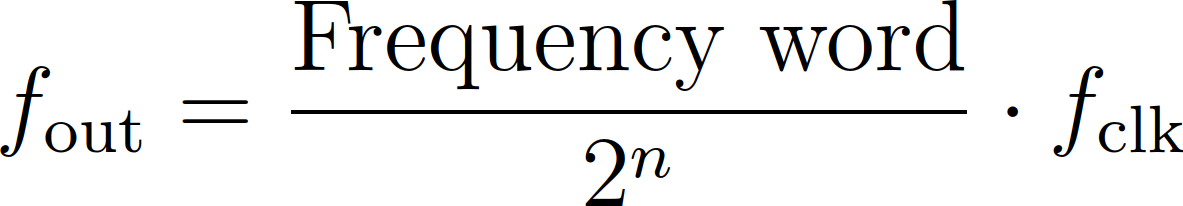 f_out = Frequency word / 2^n · f_clk